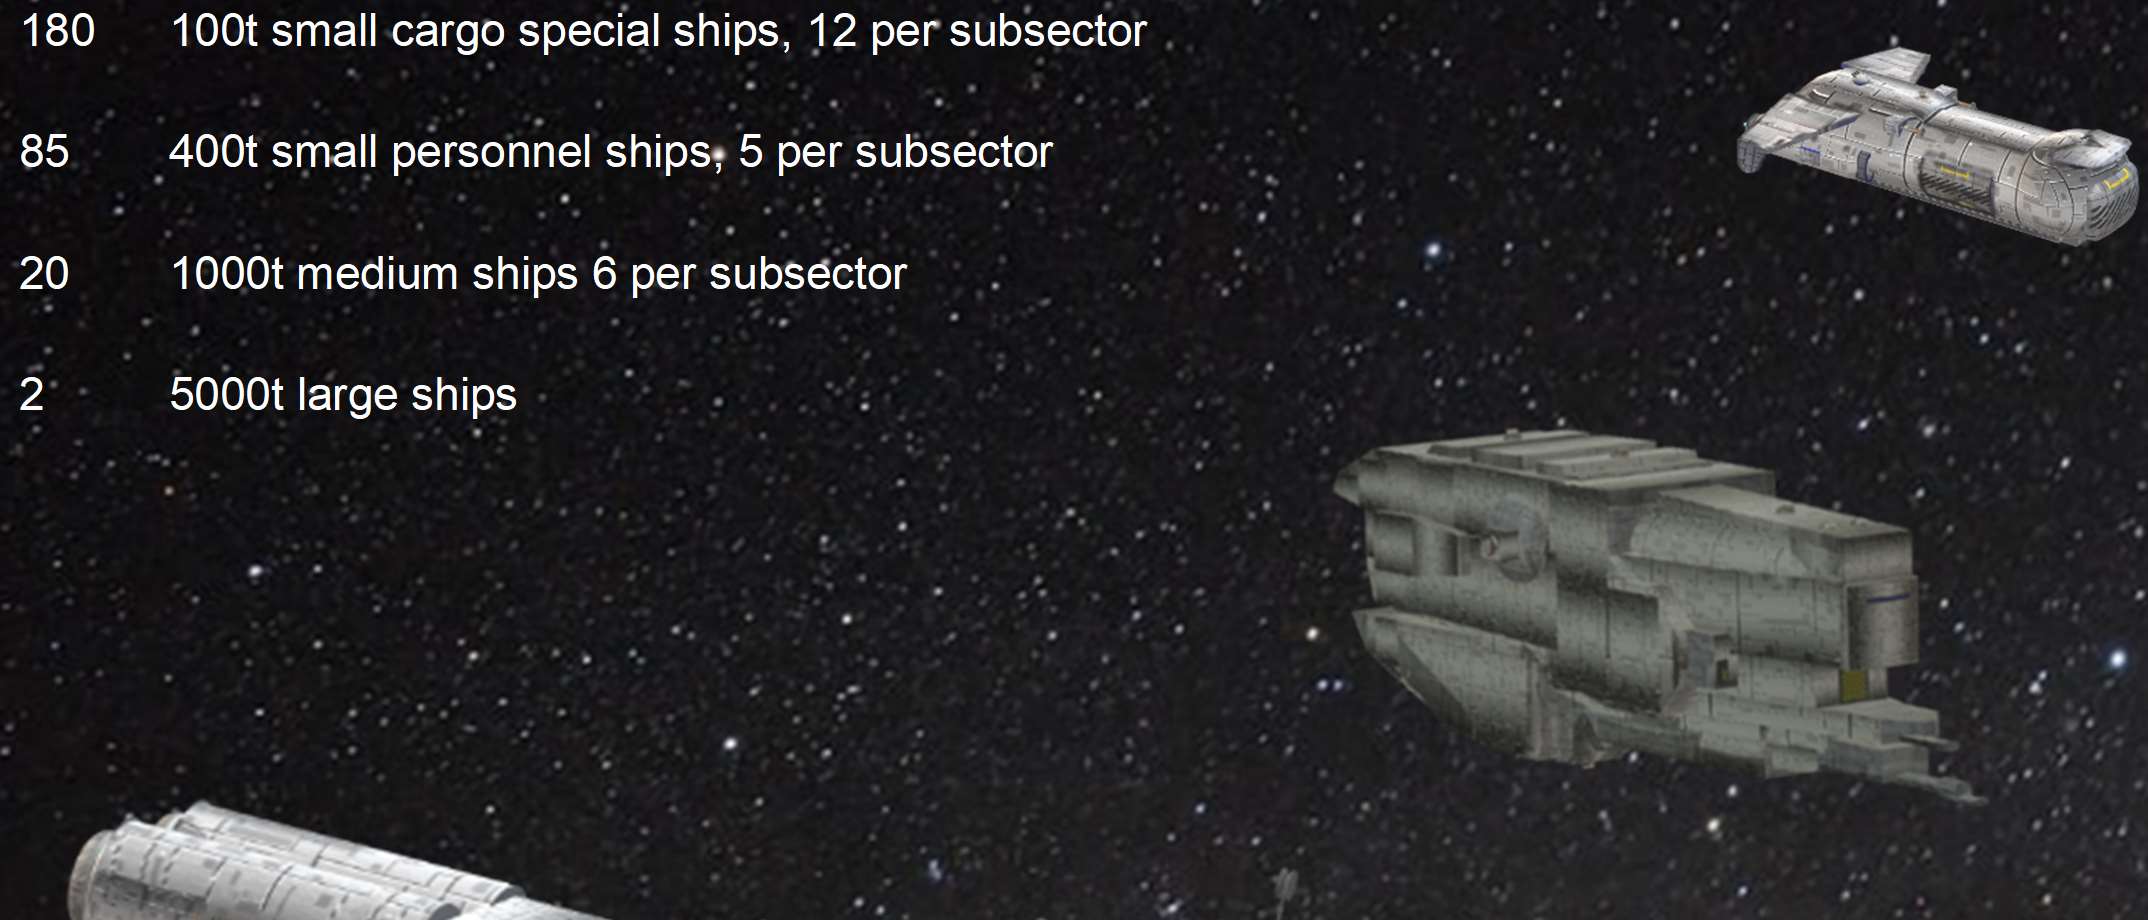 180 100t small cargo special ships, 12 per subsector
85 400t small personnel ships, 5 per subsector
20 1000t medium ships 6 per subsector
2 5000t large ships